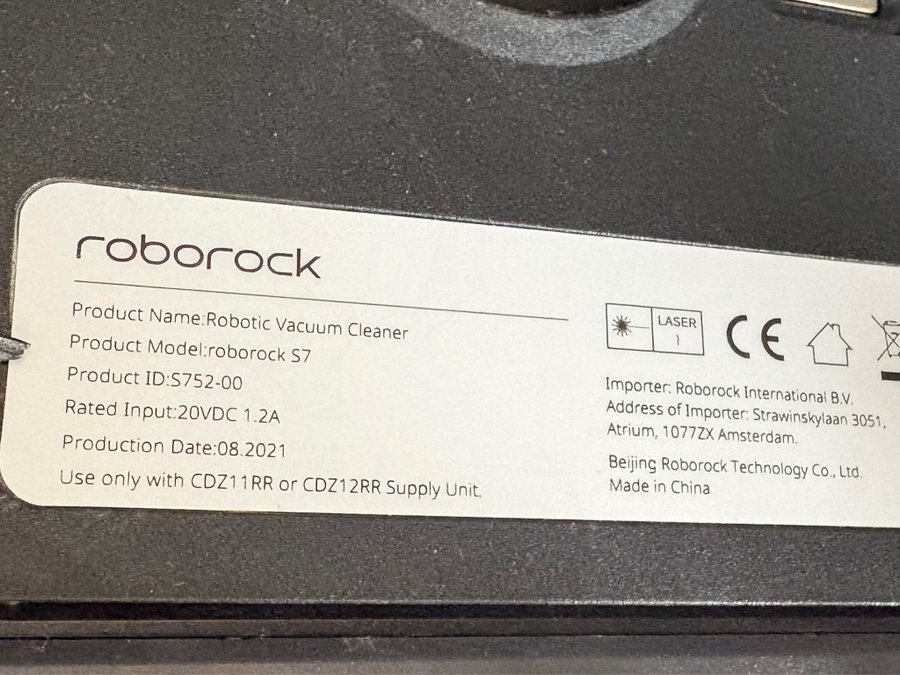 roborock
Product Name:Robotic Vacuum Cleaner
Product Model:roborock S7
Product ID:S752-00
Rated Input:20VDC 1.2A
Production Date:08.2021
Use only with CDZ11RR or CDZ12RR Supply Unit.
LASER
1
CE
Importer: Roborock International B.V.
Address of Importer: Strawinskylaan 3051,
Atrium, 1077ZX Amsterdam.
Beijing Roborock Technology Co., Ltd.
Made in China